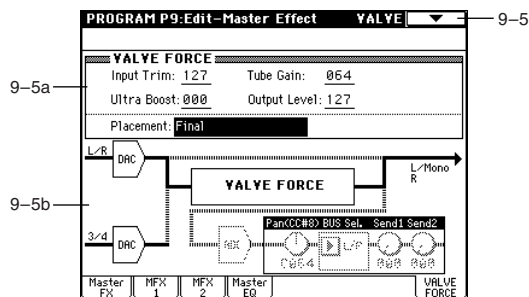 PROGRAM P9:Edit-Master Effect VALVE
9–5
VALVE FORCE
Input Trim: 127 Tube Gain: 064
9–5a
Ultra Boost: 000 Output Level: 127
Placement: Final
L/R DAC
L/Mono
R
VALVE FORCE
9–5b
Pan(CC#8) BUS Sel. Send1 Send2
3/4 DAC
L/R
C064 000 000
Master FX MFX 1 MFX 2 Master EQ VALVE FORCE